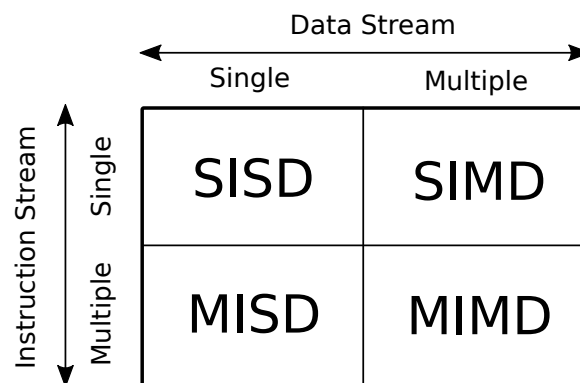 Data Stream
Single Multiple
Instruction Stream
Single
SISD SIMD
Multiple
MISD MIMD